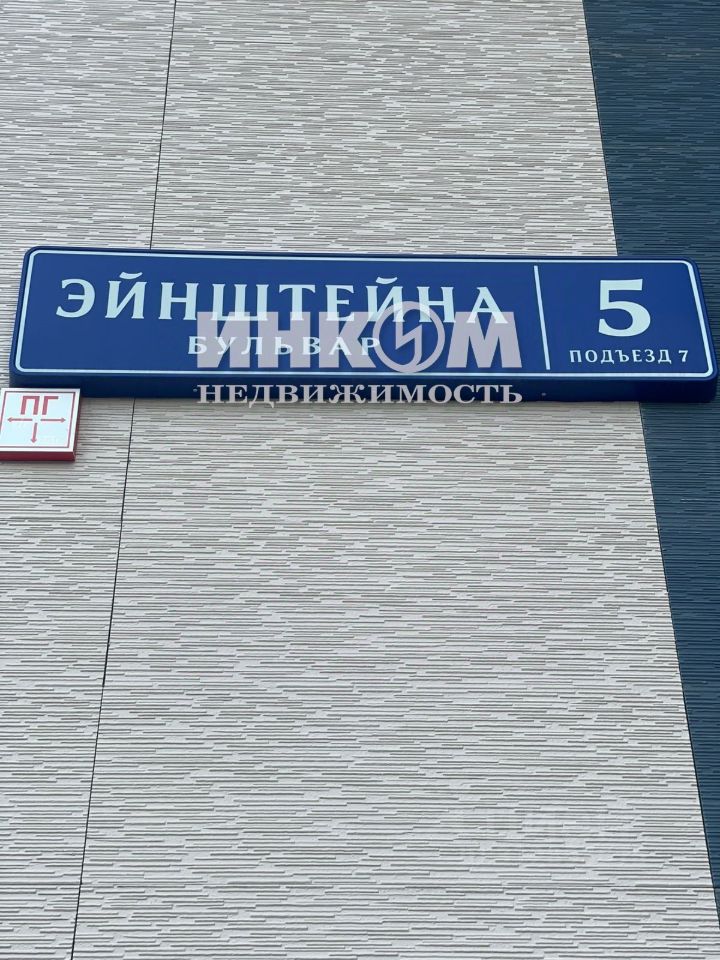 ЭЙНШТЕЙНА
БУЛЬВАР
5
ПОДЪЕЗД 7
ИНКОМ
НЕДВИЖИМОСТЬ
ПГ